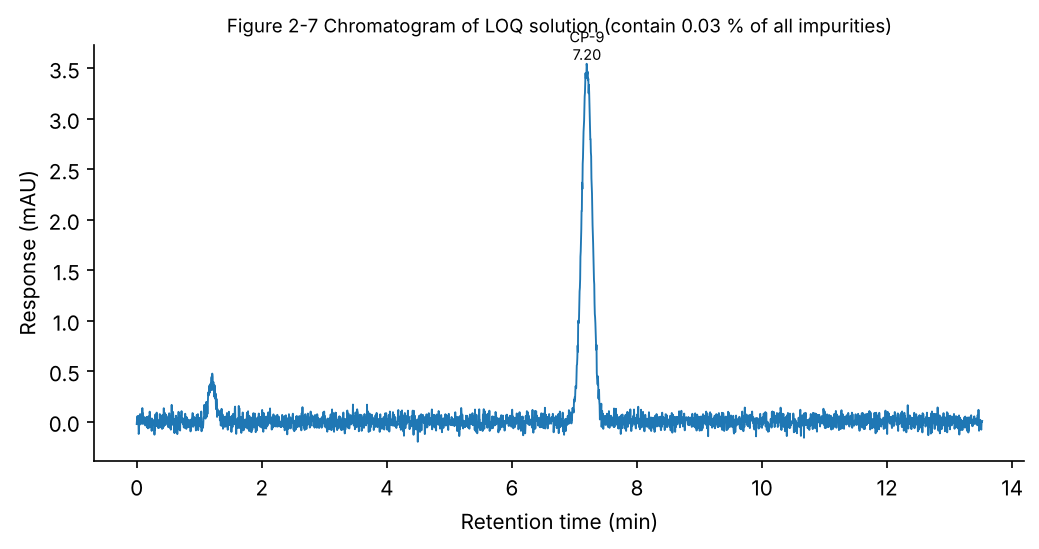 Figure 2-7 Chromatogram of LOQ solution (contain 0.03 % of all impurities)
CP-9
7.20
3.5
3.0
2.5
2.0
1.5
1.0
0.5
0.0
Response (mAU)
0 2 4 6 8 10 12 14
Retention time (min)